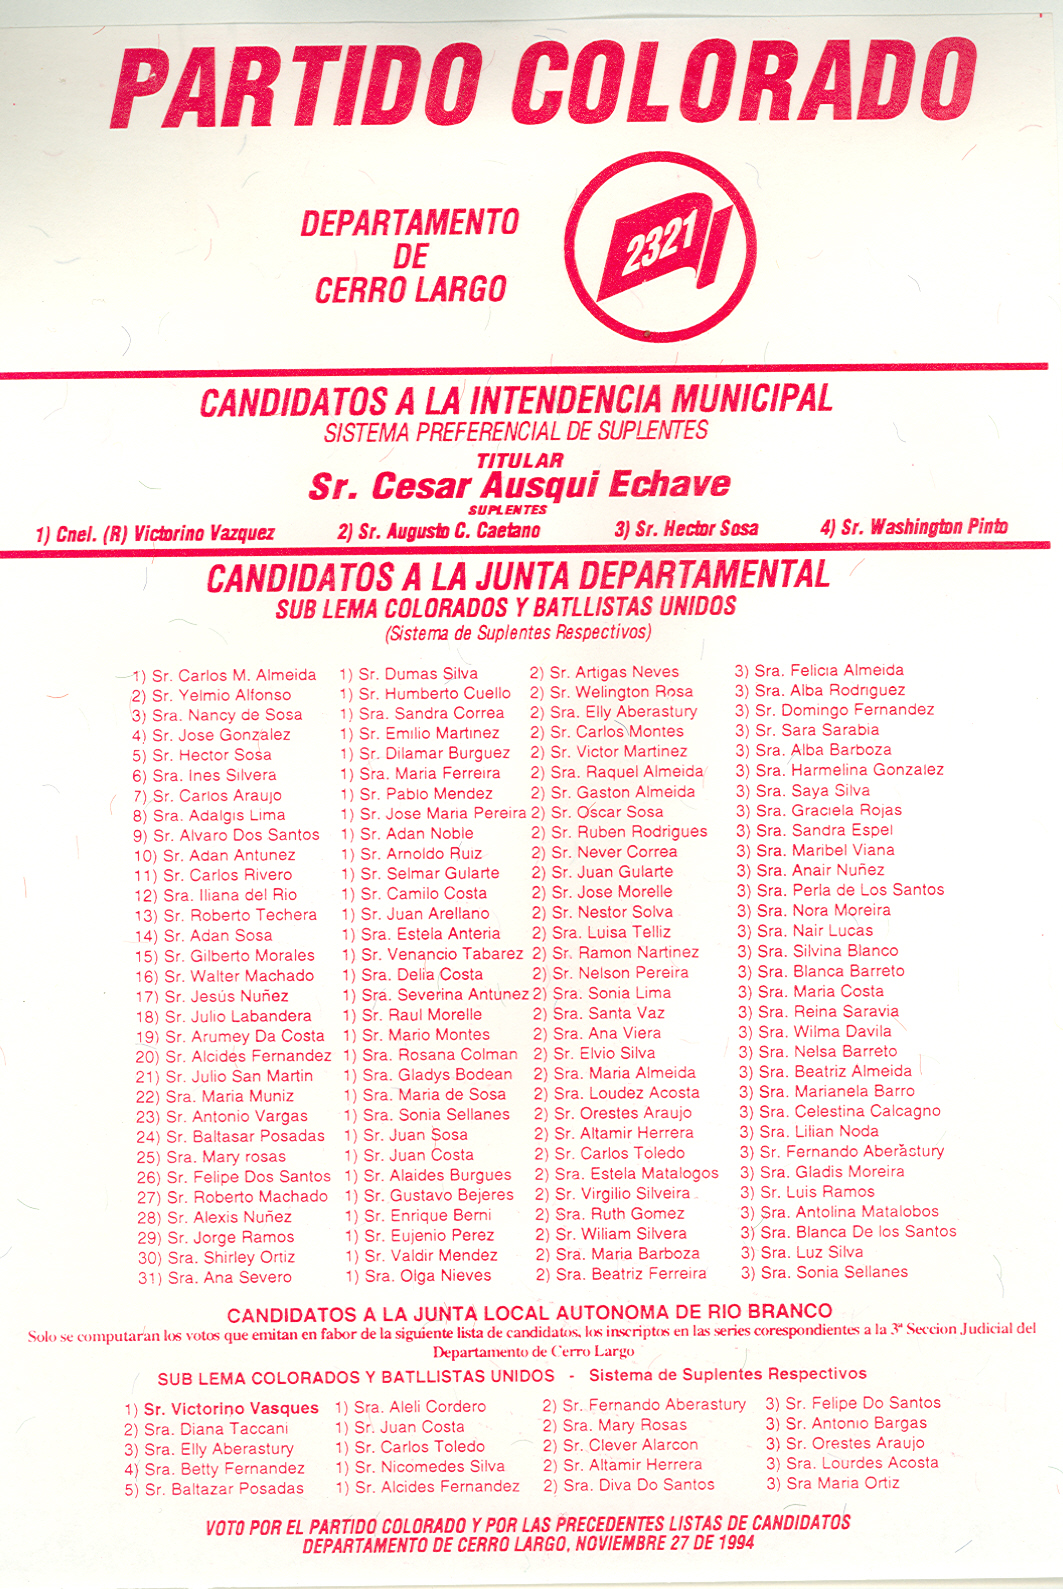 PARTIDO COLORADO
DEPARTAMENTO
DE
CERRO LARGO
2321
CANDIDATOS A LA INTENDENCIA MUNICIPAL
SISTEMA PREFERENCIAL DE SUPLENTES
TITULAR
Sr. Cesar Ausqui Echave
SUPLENTES
1) Cnel. (R) Victorino Vazquez 2) Sr. Augusto C. Caetano 3) Sr. Hector Sosa 4) Sr. Washington Pinto
CANDIDATOS A LA JUNTA DEPARTAMENTAL
SUB LEMA COLORADOS Y BATLLISTAS UNIDOS
(Sistema de Suplentes Respectivos)
1) Sr. Carlos M. Almeida 1) Sr. Dumas Silva 2) Sr. Artigas Neves 3) Sra. Felicia Almeida
2) Sr. Yelmio Alfonso 1) Sr. Humberto Cuello 2) Sr. Welington Rosa 3) Sra. Alba Rodriguez
3) Sra. Nancy de Sosa 1) Sra. Sandra Correa 2) Sra. Elly Aberastury 3) Sr. Domingo Fernandez
4) Sr. Jose Gonzalez 1) Sr. Emilio Martinez 2) Sr. Carlos Montes 3) Sr. Sara Sarabia
5) Sr. Hector Sosa 1) Sr. Dilamar Burguez 2) Sr. Victor Martinez 3) Sra. Alba Barboza
6) Sra. Ines Silvera 1) Sra. Maria Ferreira 2) Sra. Raquel Almeida 3) Sra. Harmelina Gonzalez
7) Sr. Carlos Araujo 1) Sr. Pablo Mendez 2) Sr. Gaston Almeida 3) Sra. Saya Silva
8) Sra. Adalgis Lima 1) Sr. Jose Maria Pereira 2) Sr. Oscar Sosa 3) Sra. Graciela Rojas
9) Sr. Alvaro Dos Santos 1) Sr. Adan Noble 2) Sr. Ruben Rodrigues 3) Sra. Sandra Espel
10) Sr. Adan Antunez 1) Sr. Arnoldo Ruiz 2) Sr. Never Correa 3) Sra. Maribel Viana
11) Sr. Carlos Rivero 1) Sr. Selmar Gularte 2) Sr. Juan Gularte 3) Sra. Anair Nuñez
12) Sra. Iliana del Rio 1) Sr. Camilo Costa 2) Sr. Jose Morelle 3) Sra. Perla de Los Santos
13) Sr. Roberto Techera 1) Sr. Juan Arellano 2) Sr. Nestor Solva 3) Sra. Nora Moreira
14) Sr. Adan Sosa 1) Sra. Estela Anteria 2) Sra. Luisa Telliz 3) Sra. Nair Lucas
15) Sr. Gilberto Morales 1) Sr. Venancio Tabarez 2) Sr. Ramon Nartinez 3) Sra. Silvina Blanco
16) Sr. Walter Machado 1) Sra. Delia Costa 2) Sr. Nelson Pereira 3) Sra. Blanca Barreto
17) Sr. Jesús Nuñez 1) Sra. Severina Antunez 2) Sra. Sonia Lima 3) Sra. Maria Costa
18) Sr. Julio Labandera 1) Sr. Raul Morelle 2) Sra. Santa Vaz 3) Sra. Reina Saravia
19) Sr. Arumey Da Costa 1) Sr. Mario Montes 2) Sra. Ana Viera 3) Sra. Wilma Davila
20) Sr. Alcides Fernandez 1) Sra. Rosana Colman 2) Sr. Elvio Silva 3) Sra. Nelsa Barreto
21) Sr. Julio San Martin 1) Sra. Gladys Bodean 2) Sra. Maria Almeida 3) Sra. Beatriz Almeida
22) Sra. Maria Muniz 1) Sra. Maria de Sosa 2) Sra. Loudez Acosta 3) Sra. Marianela Barro
23) Sr. Antonio Vargas 1) Sra. Sonia Sellanes 2) Sr. Orestes Araujo 3) Sra. Celestina Calcagno
24) Sr. Baltasar Posadas 1) Sr. Juan Sosa 2) Sr. Altamir Herrera 3) Sra. Lilian Noda
25) Sra. Mary rosas 1) Sr. Juan Costa 2) Sr. Carlos Toledo 3) Sr. Fernando Aberastury
26) Sr. Felipe Dos Santos 1) Sr. Alaides Burgues 2) Sra. Estela Matalogos 3) Sra. Gladis Moreira
27) Sr. Roberto Machado 1) Sr. Gustavo Bejeres 2) Sr. Virgilio Silveira 3) Sr. Luis Ramos
28) Sr. Alexis Nuñez 1) Sr. Enrique Berni 2) Sra. Ruth Gomez 3) Sra. Antolina Matalobos
29) Sr. Jorge Ramos 1) Sr. Eujenio Perez 2) Sr. Wiliam Silvera 3) Sra. Blanca De los Santos
30) Sra. Shirley Ortiz 1) Sr. Valdir Mendez 2) Sra. Maria Barboza 3) Sra. Luz Silva
31) Sra. Ana Severo 1) Sra. Olga Nieves 2) Sra. Beatriz Ferreira 3) Sra. Sonia Sellanes
CANDIDATOS A LA JUNTA LOCAL AUTONOMA DE RIO BRANCO
Solo se computaran los votos que emitan en fabor de la siguiente lista de candidatos, los inscriptos en las series corespondientes a la 3ª Seccion Judicial del
Departamento de Cerro Largo
SUB LEMA COLORADOS Y BATLLISTAS UNIDOS - Sistema de Suplentes Respectivos
1) Sr. Victorino Vasques 1) Sra. Aleli Cordero 2) Sr. Fernando Aberastury 3) Sr. Felipe Do Santos
2) Sra. Diana Taccani 1) Sr. Juan Costa 2) Sra. Mary Rosas 3) Sr. Antonio Bargas
3) Sra. Elly Aberastury 1) Sr. Carlos Toledo 2) Sr. Clever Alarcon 3) Sr. Orestes Araujo
4) Sra. Betty Fernandez 1) Sr. Nicomedes Silva 2) Sr. Altamir Herrera 3) Sra. Lourdes Acosta
5) Sr. Baltazar Posadas 1) Sr. Alcides Fernandez 2) Sra. Diva Do Santos 3) Sra Maria Ortiz
VOTO POR EL PARTIDO COLORADO Y POR LAS PRECEDENTES LISTAS DE CANDIDATOS
DEPARTAMENTO DE CERRO LARGO, NOVIEMBRE 27 DE 1994